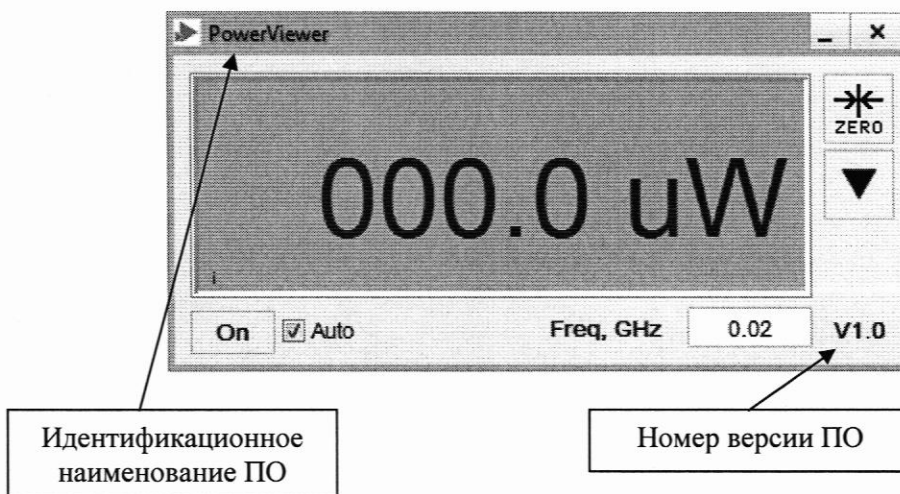 PowerViewer
ZERO
000.0 uW
i
On
Auto
Freq, GHz
0.02
V1.0
Идентификационное
наименование ПО
Номер версии ПО